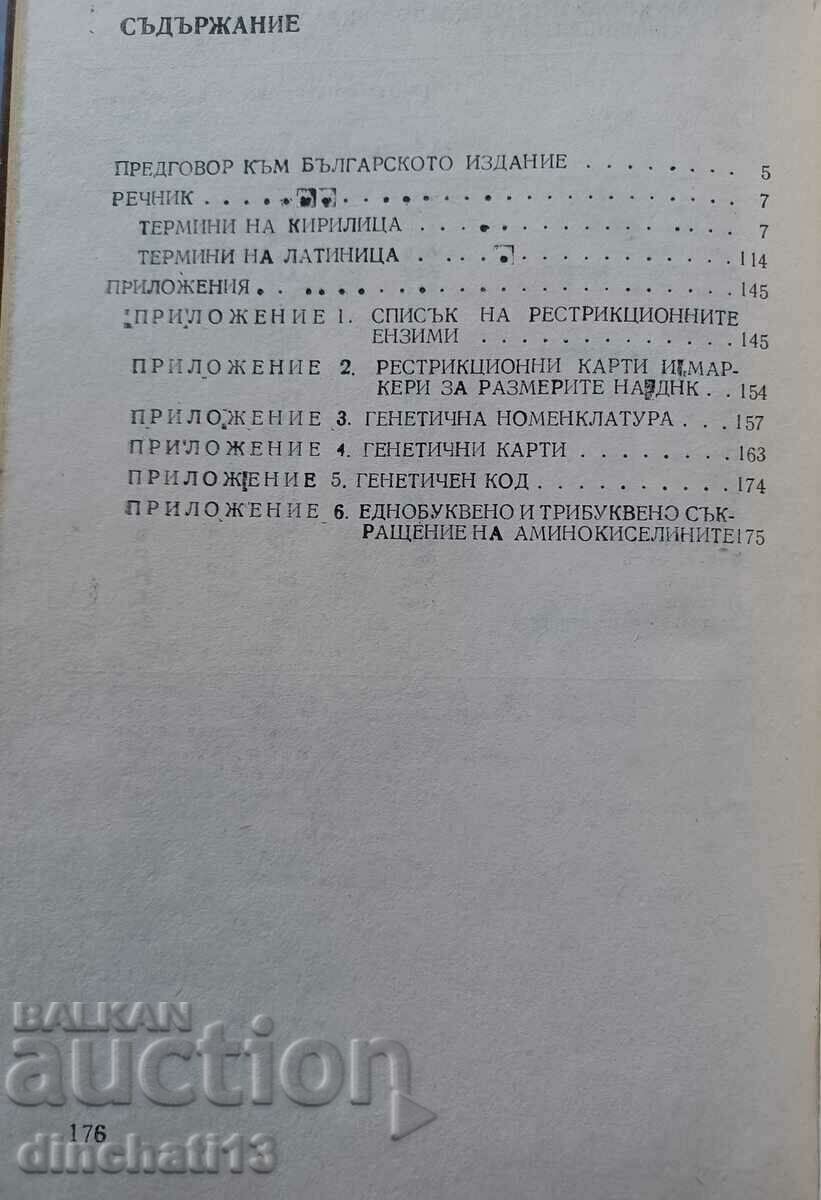 СЪДЪРЖАНИЕ
ПРЕДГОВОР КЪМ БЪЛГАРСКОТО ИЗДАНИЕ . . . . . . . . 5
РЕЧНИК . . . . . . . . . . . . . . . . . . . . . . 7
ТЕРМИНИ НА КИРИЛИЦА . . . . . . . . . . . . . . 7
ТЕРМИНИ НА ЛАТИНИЦА . . . . . . . . . . . . . . 114
ПРИЛОЖЕНИЯ . . . . . . . . . . . . . . . . . . . . 145
ПРИЛОЖЕНИЕ 1. СПИСЪК НА РЕСТРИКЦИОННИТЕ
ЕНЗИМИ . . . . . . . . . . . . . 145
ПРИЛОЖЕНИЕ 2. РЕСТРИКЦИОННИ КАРТИ И МАР-
КЕРИ ЗА РАЗМЕРИТЕ НА ДНК . . 154
ПРИЛОЖЕНИЕ 3. ГЕНЕТИЧНА НОМЕНКЛАТУРА . . . 157
ПРИЛОЖЕНИЕ 4. ГЕНЕТИЧНИ КАРТИ . . . . . . . . 163
ПРИЛОЖЕНИЕ 5. ГЕНЕТИЧЕН КОД . . . . . . . . . . 174
ПРИЛОЖЕНИЕ 6. ЕДНОБУКВЕНО И ТРИБУКВЕНО СЪК-
РАЩЕНИЕ НА АМИНОКИСЕЛИНИТЕ 175
BALKAN
auction
176
dinchati13